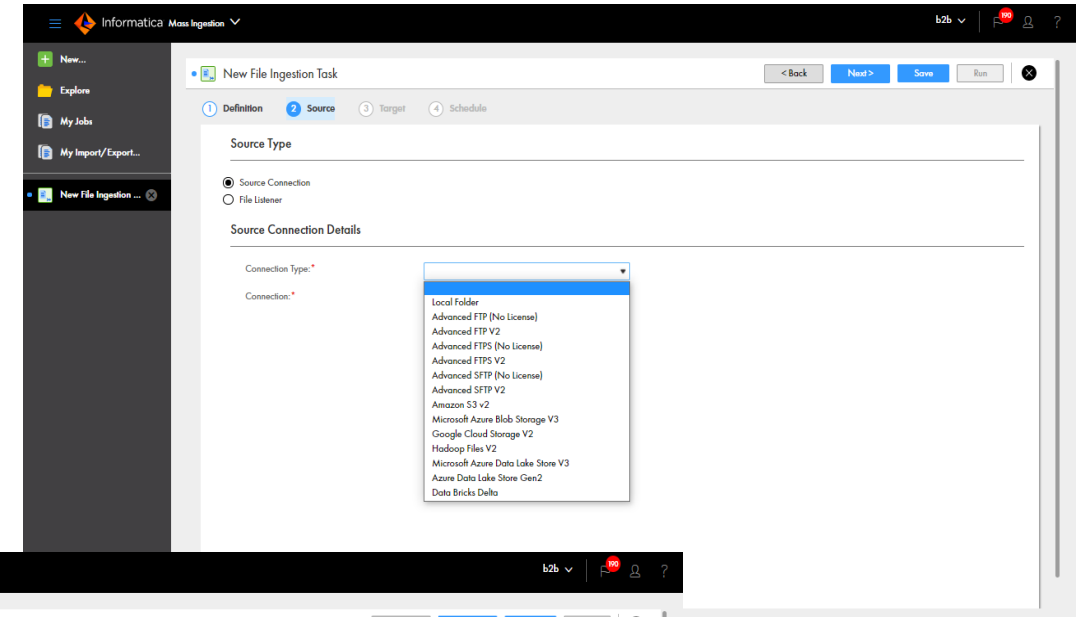 Informatica Mass Ingestion
b2b
190
?
New...
Explore
My Jobs
My Import/Export...
New File Ingestion ...
New File Ingestion Task
< Back
Next >
Save
Run
1 Definition
2 Source
3 Target
4 Schedule
Source Type
Source Connection
File Listener
Source Connection Details
Connection Type:*
Connection:*
Local Folder
Advanced FTP (No License)
Advanced FTP V2
Advanced FTPS (No License)
Advanced FTPS V2
Advanced SFTP (No License)
Advanced SFTP V2
Amazon S3 v2
Microsoft Azure Blob Storage V3
Google Cloud Storage V2
Hadoop Files V2
Microsoft Azure Data Lake Store V3
Azure Data Lake Store Gen2
Data Bricks Delta
b2b
190
?